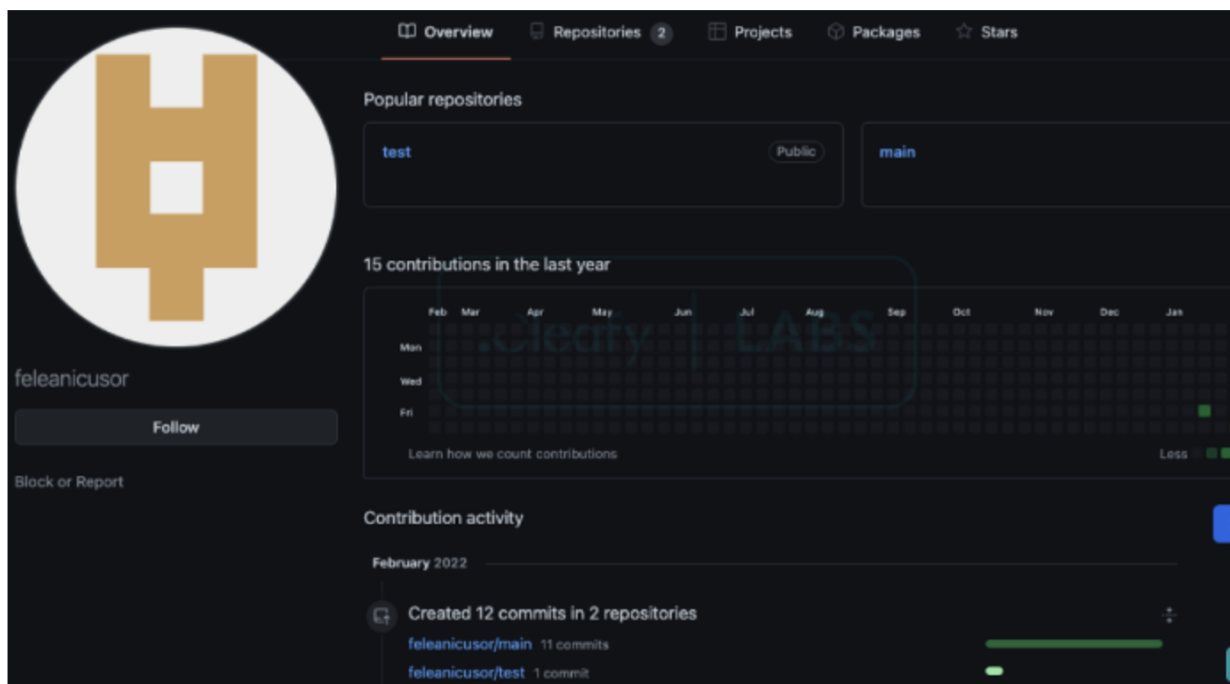 Overview Repositories 2 Projects Packages Stars
Popular repositories
test Public main
15 contributions in the last year
Feb Mar Apr May Jun Jul Aug Sep Oct Nov Dec Jan
Mon
Cleafy LABS
Wed
Fri
Learn how we count contributions Less
feleanicusor
Follow
Block or Report
Contribution activity
February 2022
Created 12 commits in 2 repositories
feleanicusor/main 11 commits
feleanicusor/test 1 commit